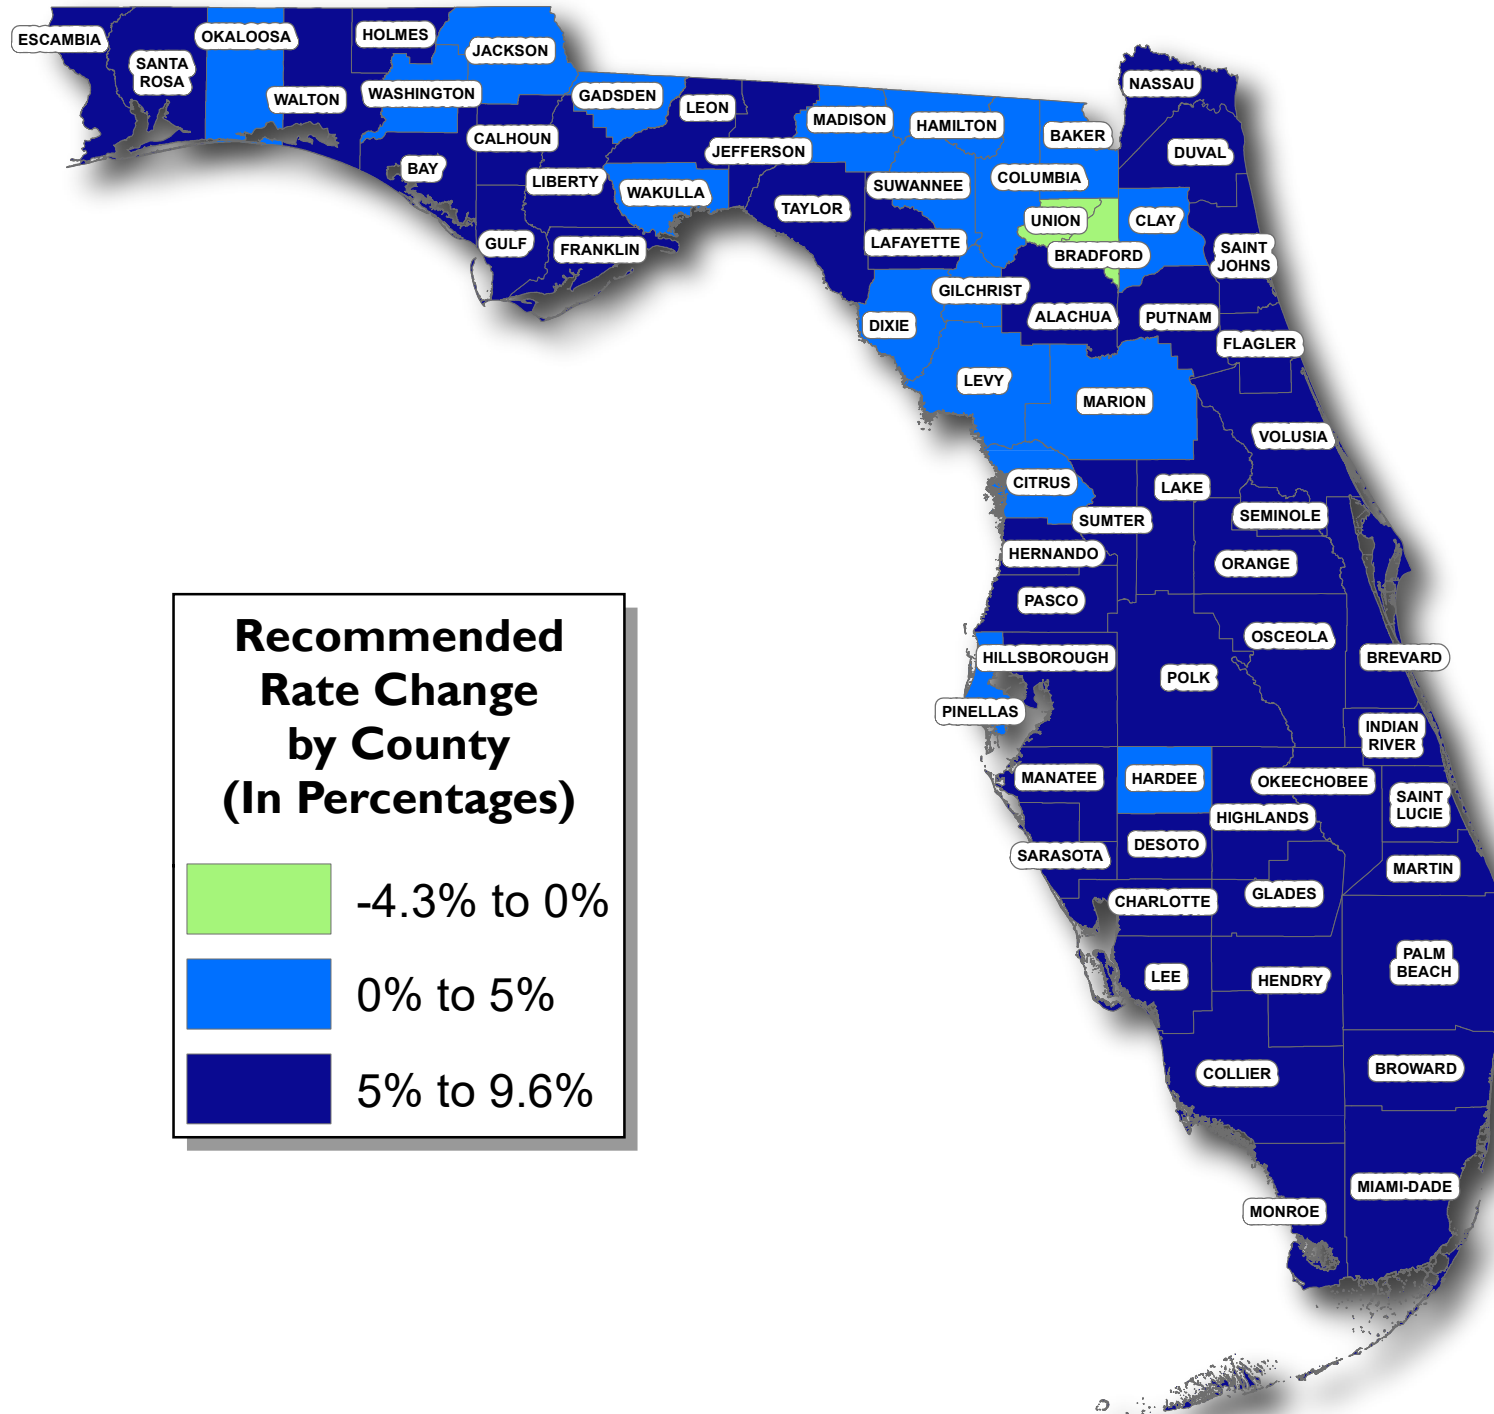 ESCAMBIA
SANTA
ROSA
OKALOOSA
WALTON
HOLMES
WASHINGTON
JACKSON
BAY
CALHOUN
GULF
LIBERTY
FRANKLIN
GADSDEN
WAKULLA
LEON
JEFFERSON
MADISON
TAYLOR
HAMILTON
SUWANNEE
LAFAYETTE
DIXIE
GILCHRIST
LEVY
COLUMBIA
BAKER
UNION
BRADFORD
ALACHUA
MARION
NASSAU
DUVAL
CLAY
SAINT
JOHNS
PUTNAM
FLAGLER
VOLUSIA
CITRUS
SUMTER
LAKE
HERNANDO
PASCO
SEMINOLE
ORANGE
OSCEOLA
BREVARD
HILLSBOROUGH
PINELLAS
POLK
INDIAN
RIVER
MANATEE
HARDEE
OKEECHOBEE
HIGHLANDS
SAINT
LUCIE
SARASOTA
DESOTO
MARTIN
CHARLOTTE
GLADES
LEE
HENDRY
PALM
BEACH
COLLIER
BROWARD
MONROE
MIAMI-DADE
Recommended
Rate Change
by County
(In Percentages)
-4.3% to 0%
0% to 5%
5% to 9.6%